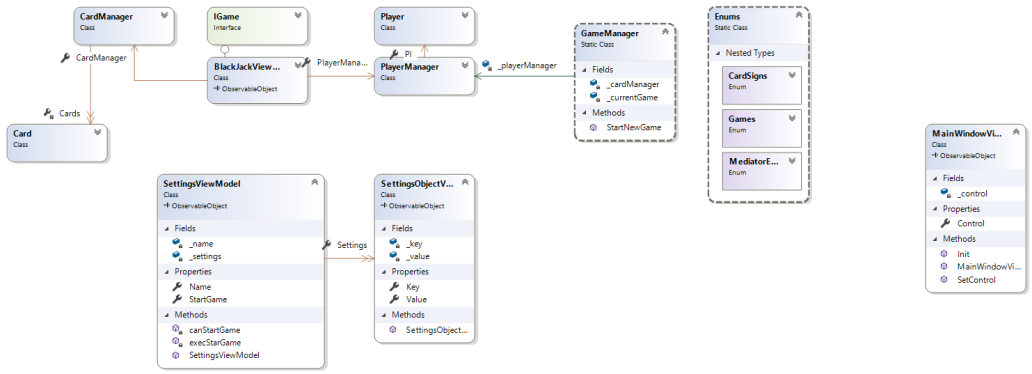 CardManager
Class
CardManager
Cards
Card
Class
IGame
Interface
BlackJackView...
Class
ObservableObject
PlayerMana...
Player
Class
Pl
PlayerManager
Class
_playerManager
GameManager
Static Class
Fields
_cardManager
_currentGame
Methods
StartNewGame
Enums
Static Class
Nested Types
CardSigns
Enum
Games
Enum
MediatorE...
Enum
MainWindowVi...
Class
ObservableObject
Fields
_control
Properties
Control
Methods
Init
MainWindowVi...
SetControl
SettingsViewModel
Class
ObservableObject
Fields
_name
_settings
Properties
Name
StartGame
Methods
canStartGame
execStarGame
SettingsViewModel
Settings
SettingsObjectV...
Class
ObservableObject
Fields
_key
_value
Properties
Key
Value
Methods
SettingsObject...